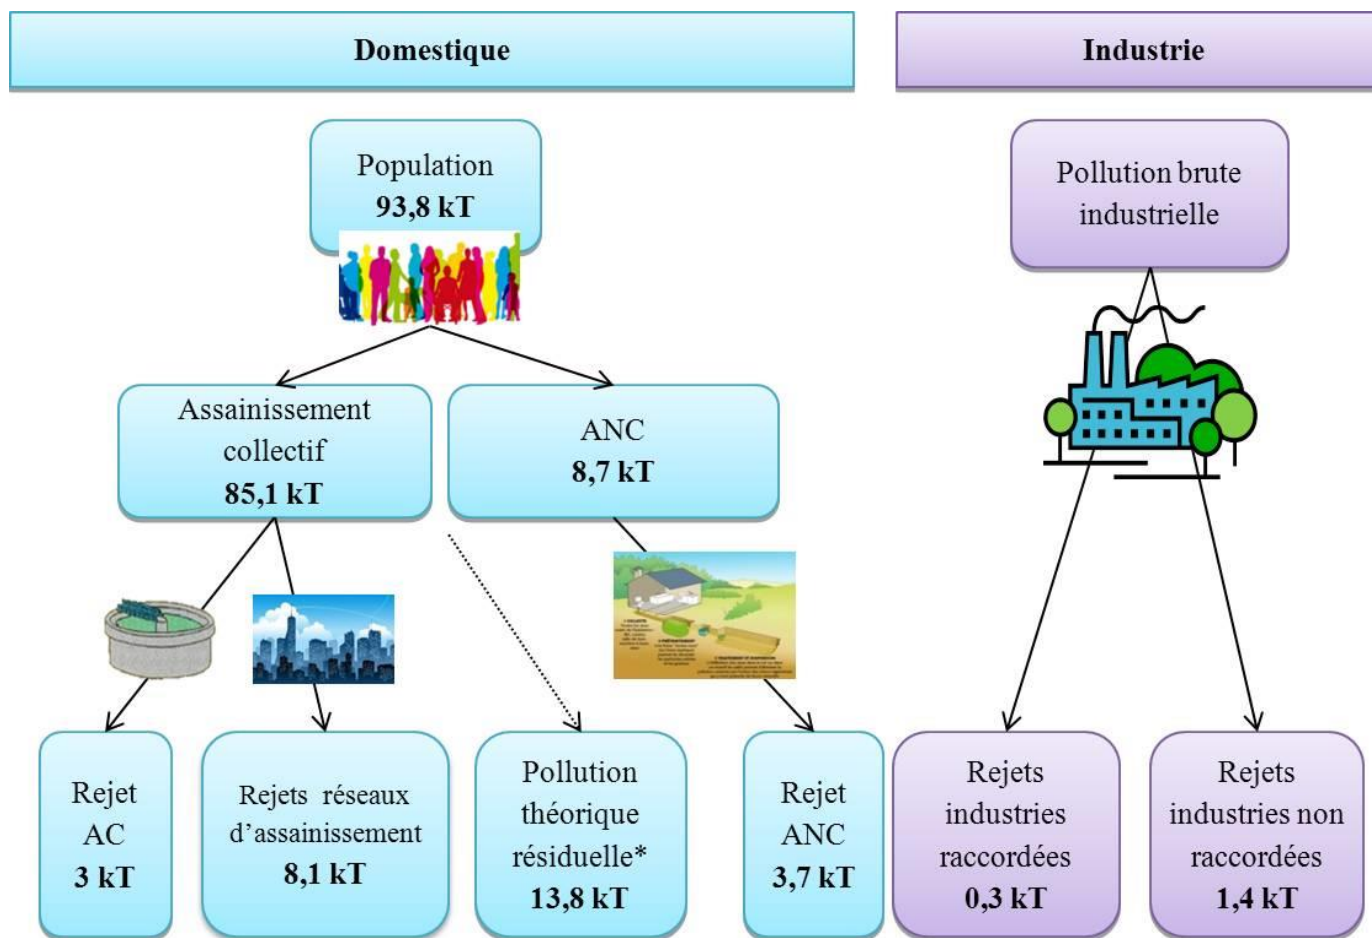 Domestique
Industrie
Population
93,8 kT
Pollution brute
industrielle
Assainissement
collectif
85,1 kT
ANC
8,7 kT
Rejet
AC
3 kT
Rejets réseaux
d’assainissement
8,1 kT
Pollution
théorique
résiduelle*
13,8 kT
Rejet
ANC
3,7 kT
Rejets
industries
raccordées
0,3 kT
Rejets
industries non
raccordées
1,4 kT